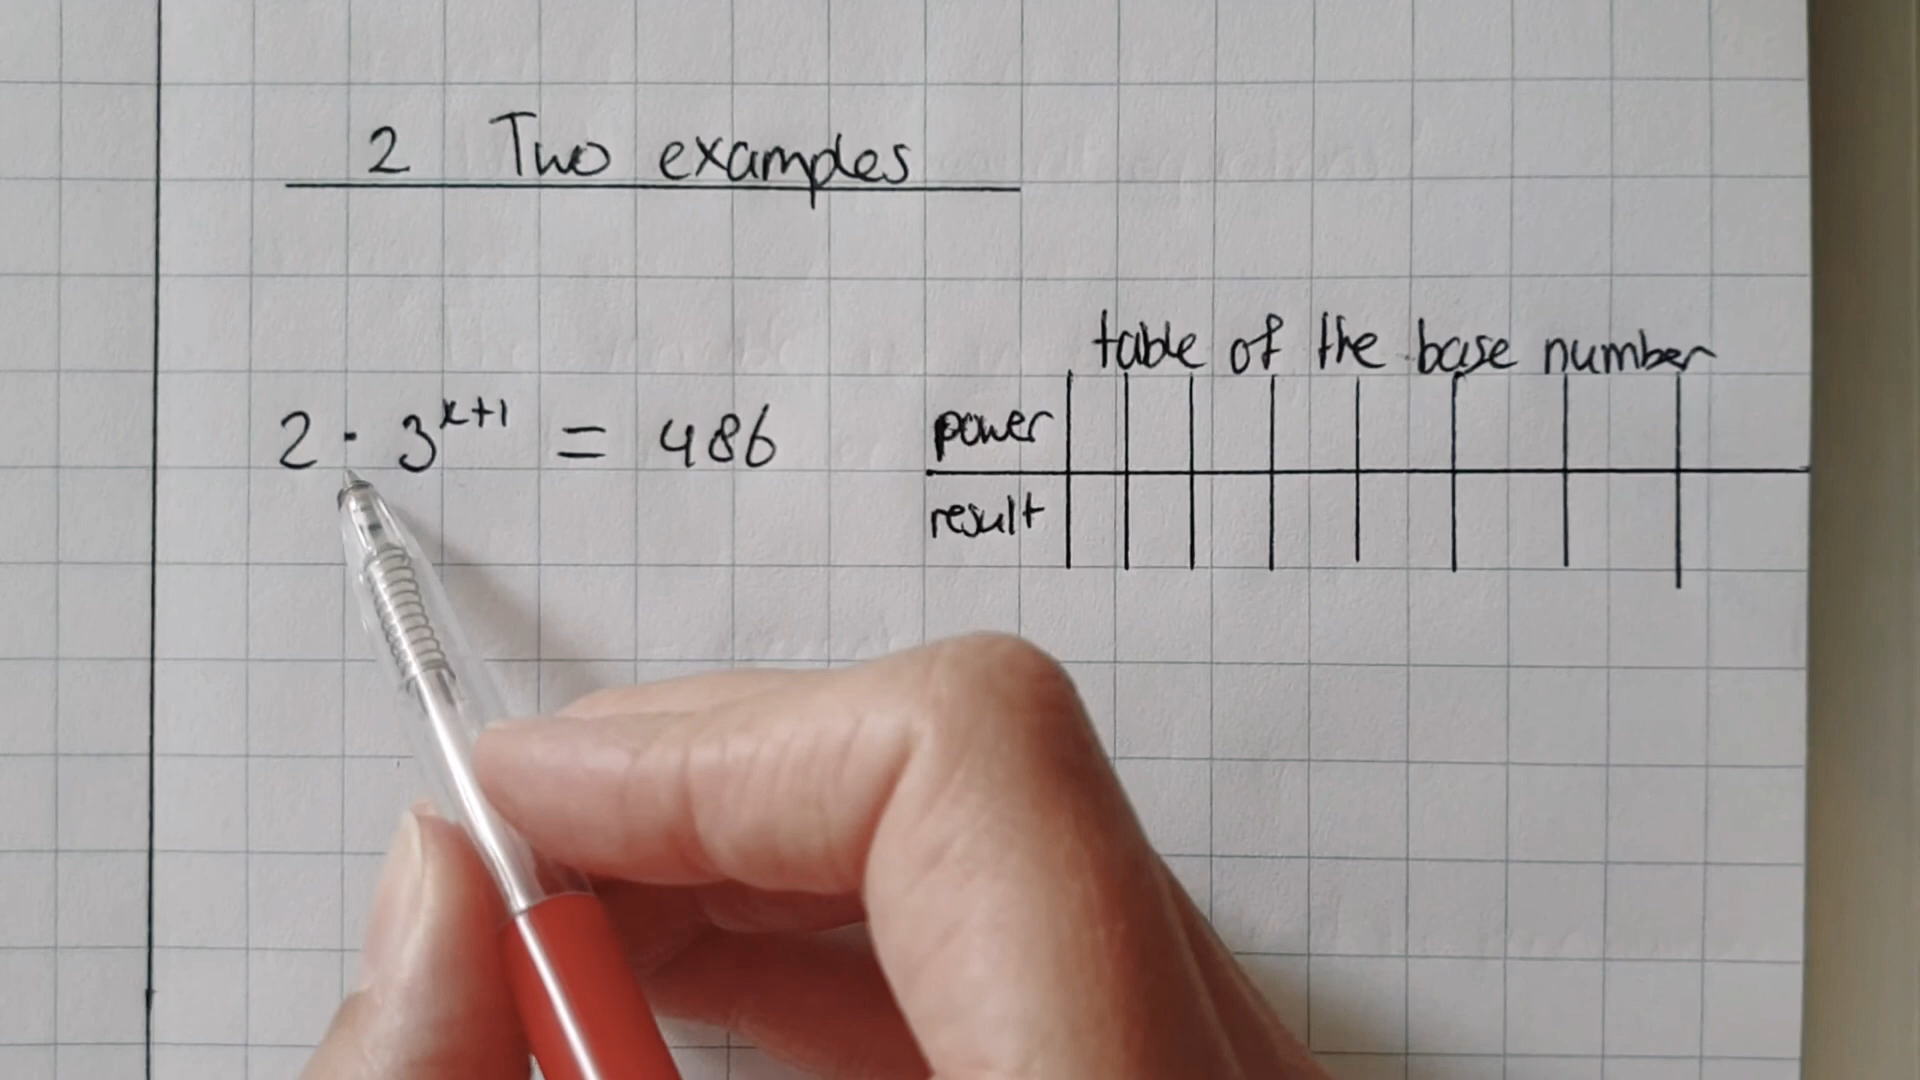 2 Two examples
table of the base number
2 · 3^{x+1} = 486
power
result